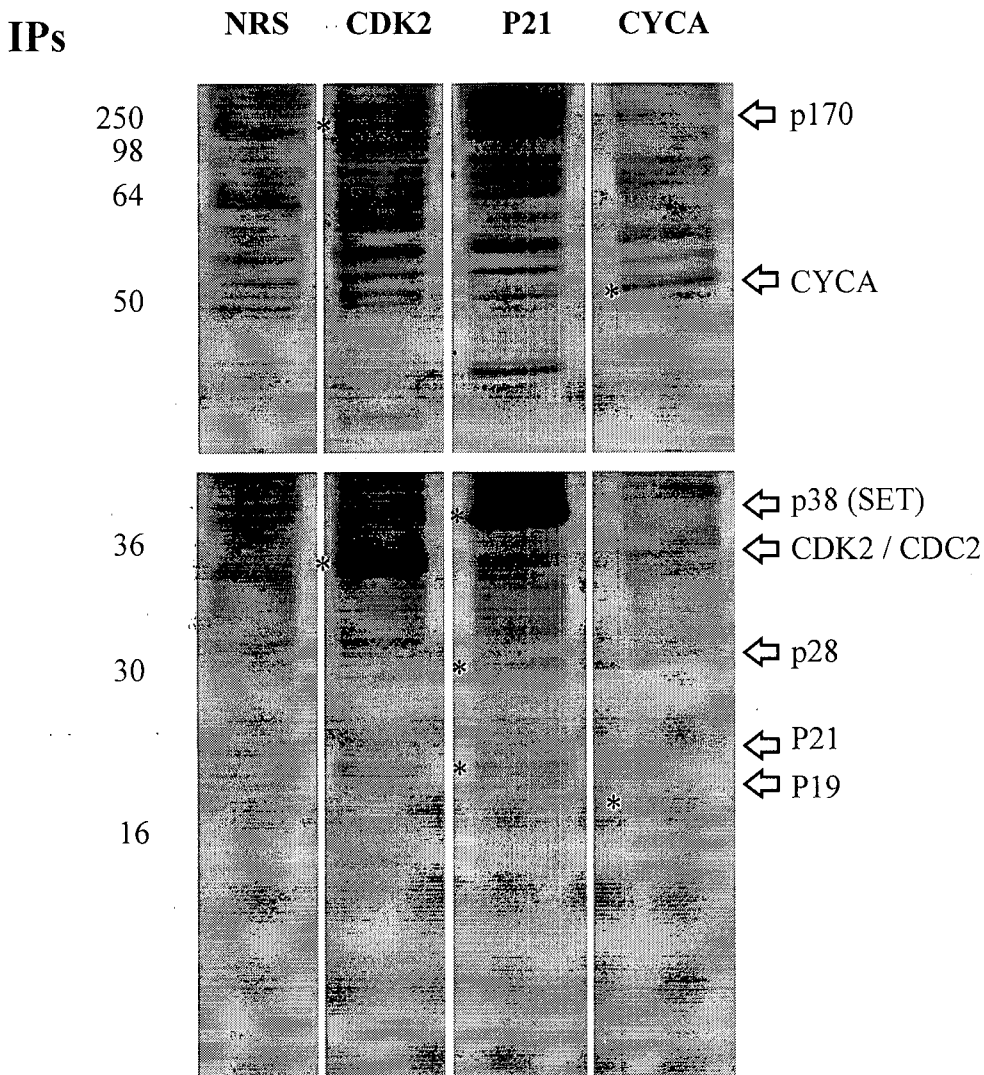 IPs
NRS CDK2 P21 CYCA
250
98
64
50
p170
CYCA
36
30
16
p38 (SET)
CDK2 / CDC2
p28
P21
P19
*
*
*
*
*
*
*